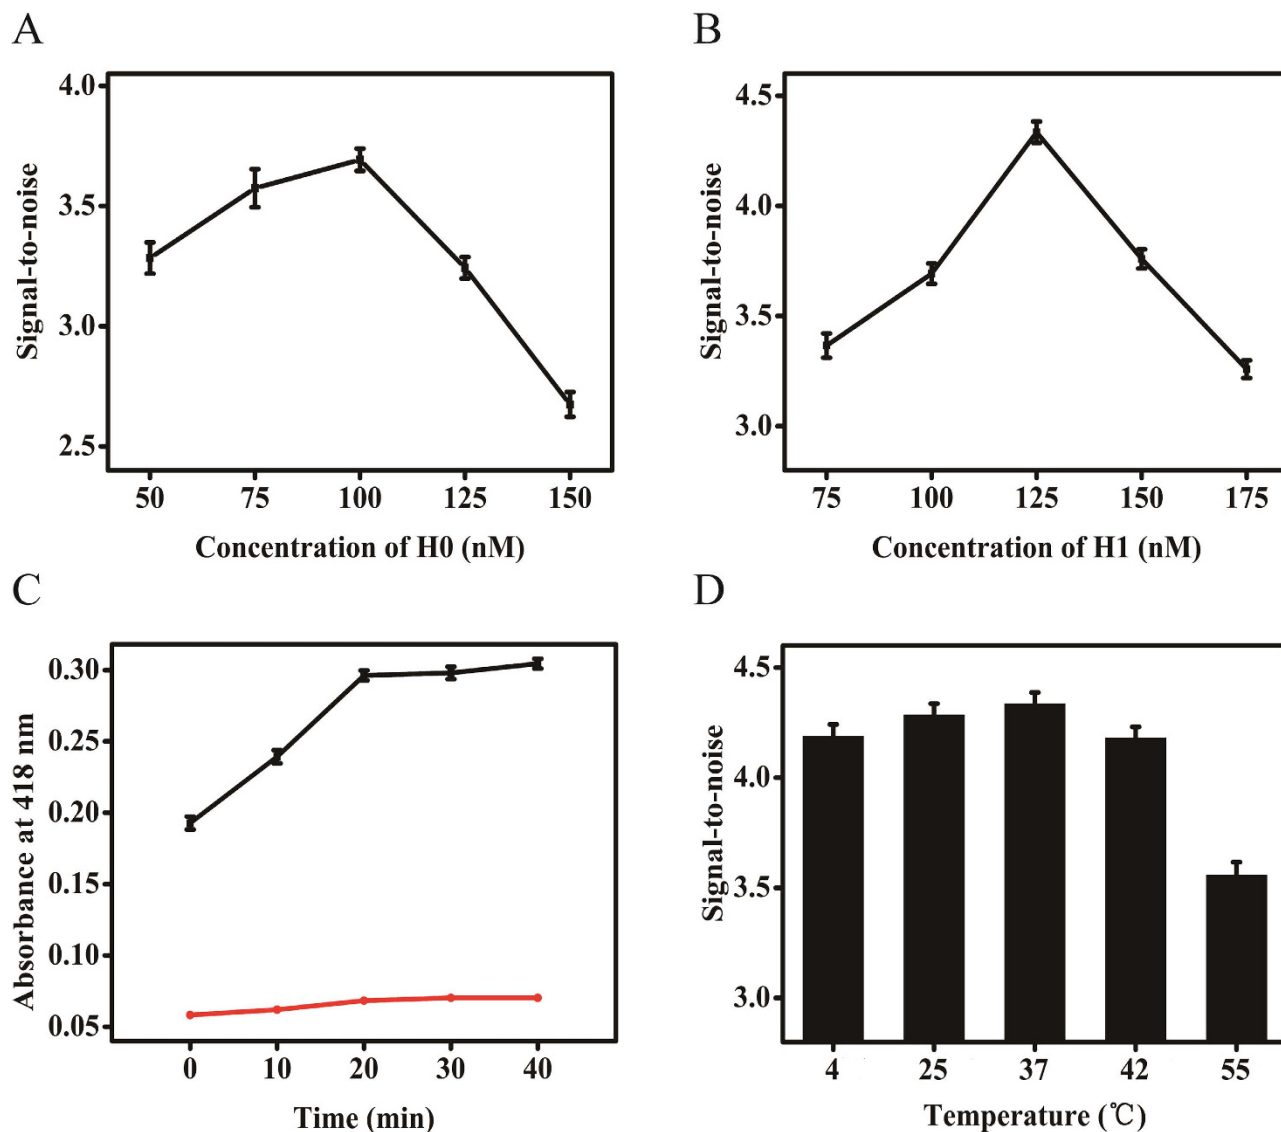 A
Signal-to-noise
4.0
3.5
3.0
2.5
50 75 100 125 150
Concentration of H0 (nM)
B
Signal-to-noise
4.5
4.0
3.5
3.0
75 100 125 150 175
Concentration of H1 (nM)
C
Absorbance at 418 nm
0.30
0.25
0.20
0.15
0.10
0.05
0 10 20 30 40
Time (min)
D
Signal-to-noise
4.5
4.0
3.5
3.0
4 25 37 42 55
Temperature (℃)